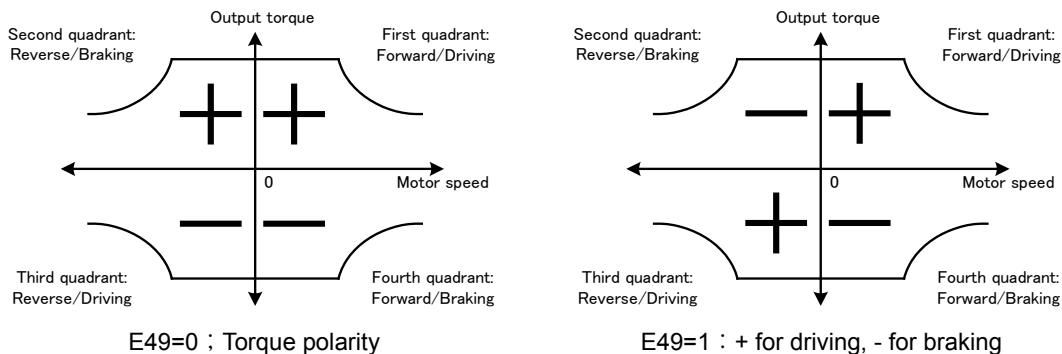 Output torque
Second quadrant:
Reverse/Braking
First quadrant:
Forward/Driving
0
Motor speed
Third quadrant:
Reverse/Driving
Fourth quadrant:
Forward/Braking
E49=0 ; Torque polarity
Output torque
Second quadrant:
Reverse/Braking
First quadrant:
Forward/Driving
0
Motor speed
Third quadrant:
Reverse/Driving
Fourth quadrant:
Forward/Braking
E49=1 : + for driving, - for braking